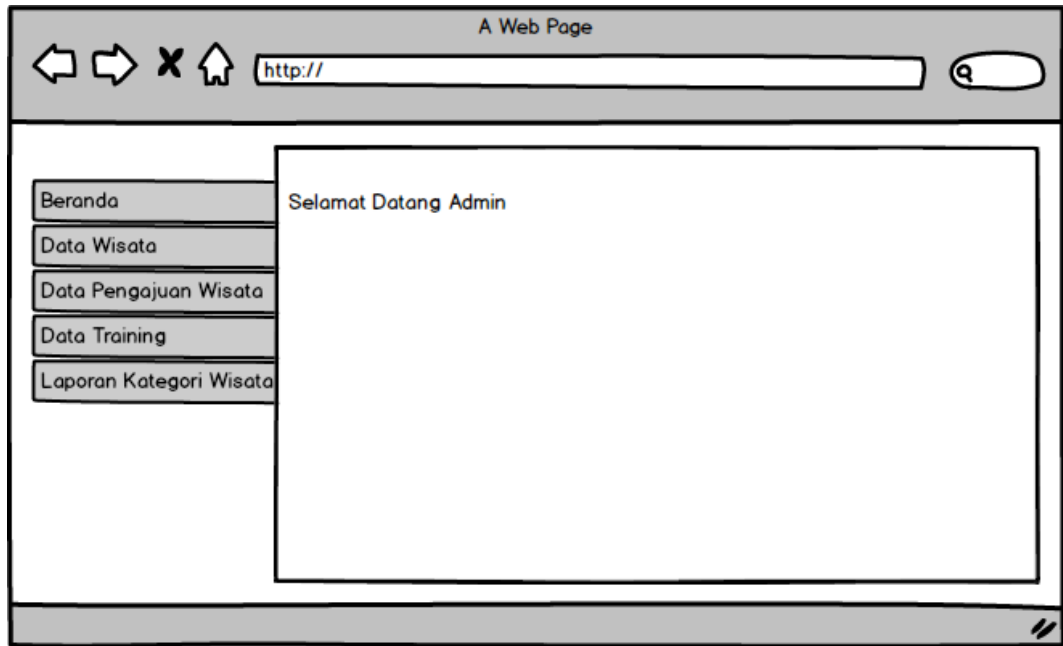 A Web Page
http://
Beranda
Selamat Datang Admin
Data Wisata
Data Pengajuan Wisata
Data Training
Laporan Kategori Wisata